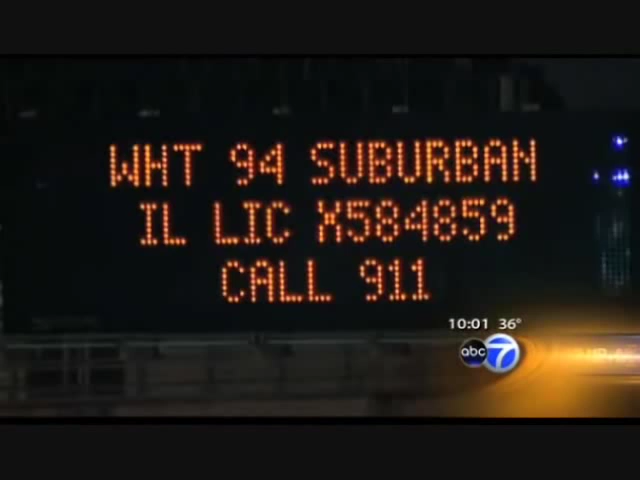 WHT 94 SUBURBAN
IL LIC X584859
CALL 911
10:01 36°
abc 7